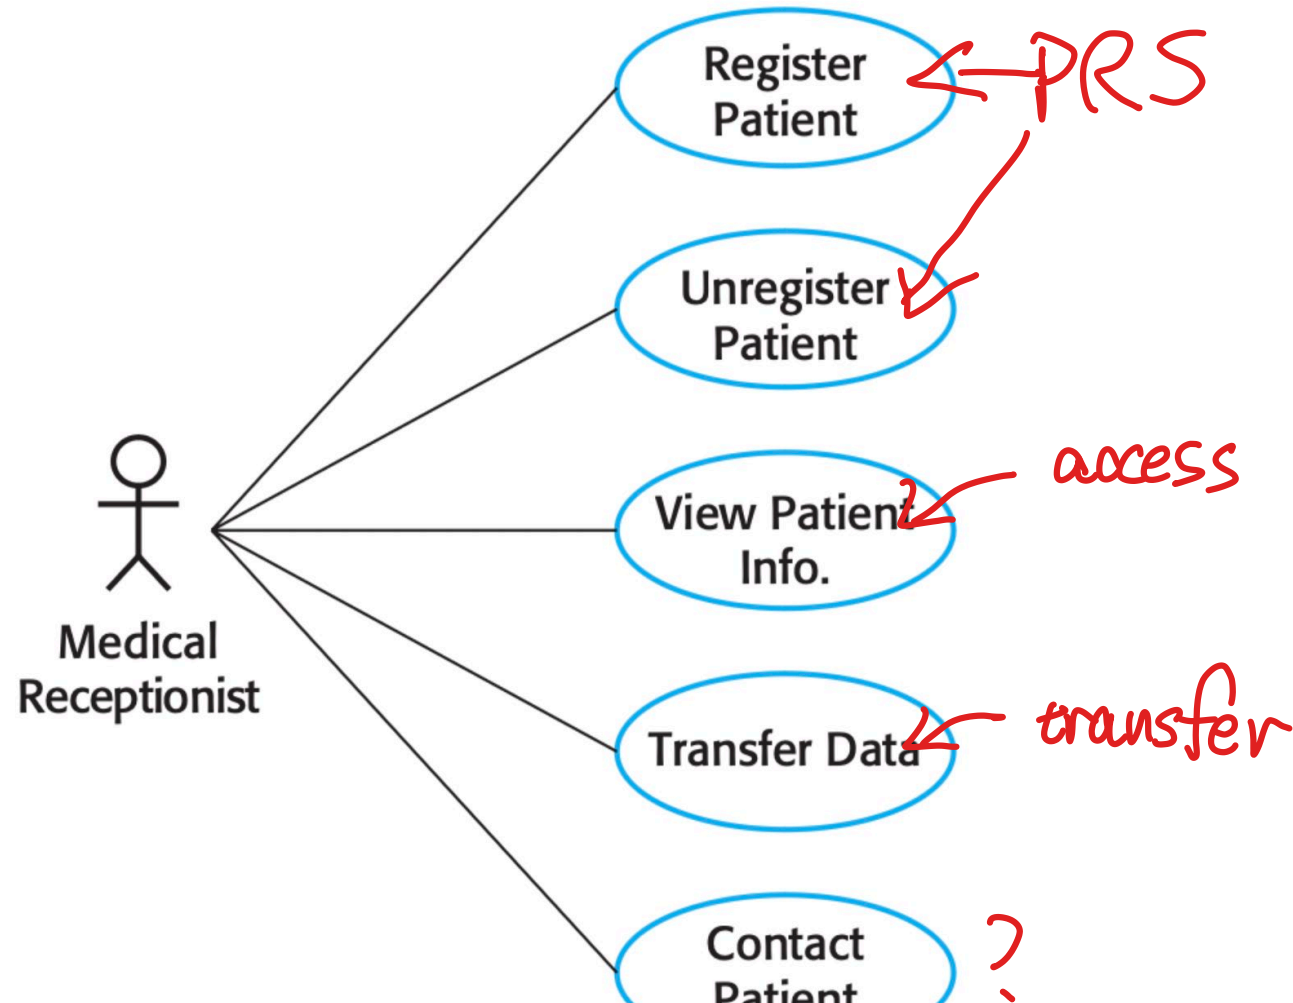 Register
Patient
PRS
Unregister
Patient
access
View Patient
Info.
Medical
Receptionist
transfer
Transfer Data
Contact
Patient
?